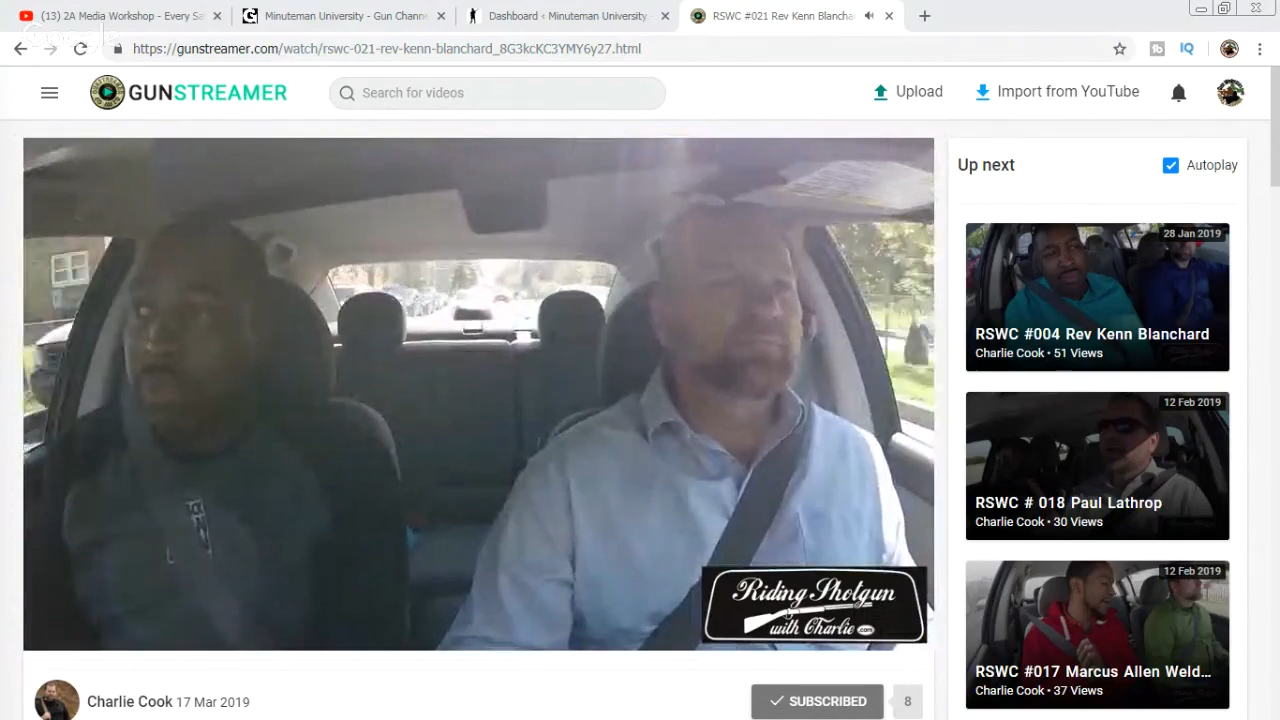 (13) 2A Media Workshop - Every Sa
Minuteman University - Gun Chann
Dashboard ‹ Minuteman University
RSWC #021 Rev Kenn Blancha
Google
https://gunstreamer.com/watch/rswc-021-rev-kenn-blanchard_8G3kcKC3YMY6y27.html
tb
IQ
GUNSTREAMER
Search for videos
Upload
Import from YouTube
Up next
Autoplay
28 Jan 2019
RSWC #004 Rev Kenn Blanchard
Charlie Cook • 51 Views
12 Feb 2019
RSWC # 018 Paul Lathrop
Charlie Cook • 30 Views
12 Feb 2019
RSWC #017 Marcus Allen Weld...
Charlie Cook • 37 Views
Riding Shotgun
with Charlie.com
Charlie Cook 17 Mar 2019
SUBSCRIBED
8